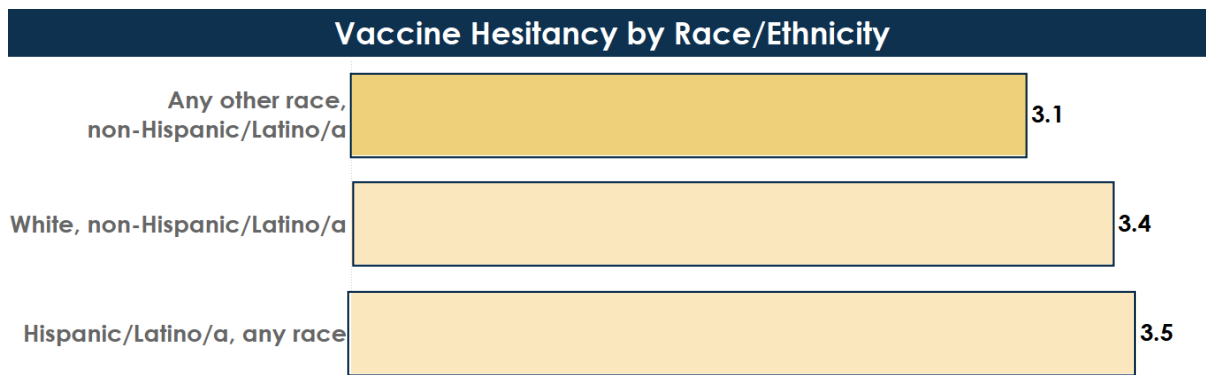 Vaccine Hesitancy by Race/Ethnicity
Any other race,
non-Hispanic/Latino/a
3.1
White, non-Hispanic/Latino/a
3.4
Hispanic/Latino/a, any race
3.5